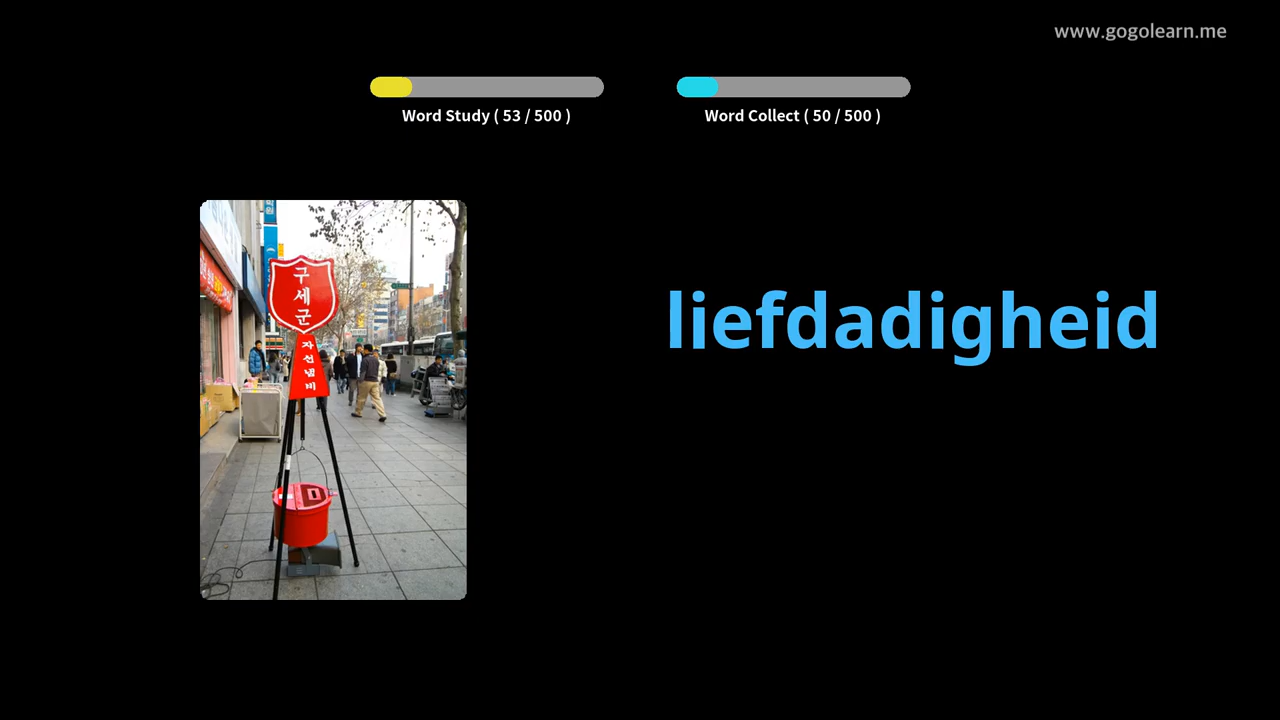 www.gogolearn.me
Word Study ( 53 / 500 )
Word Collect ( 50 / 500 )
구
세
군
자
선
냄
비
liefdadigheid